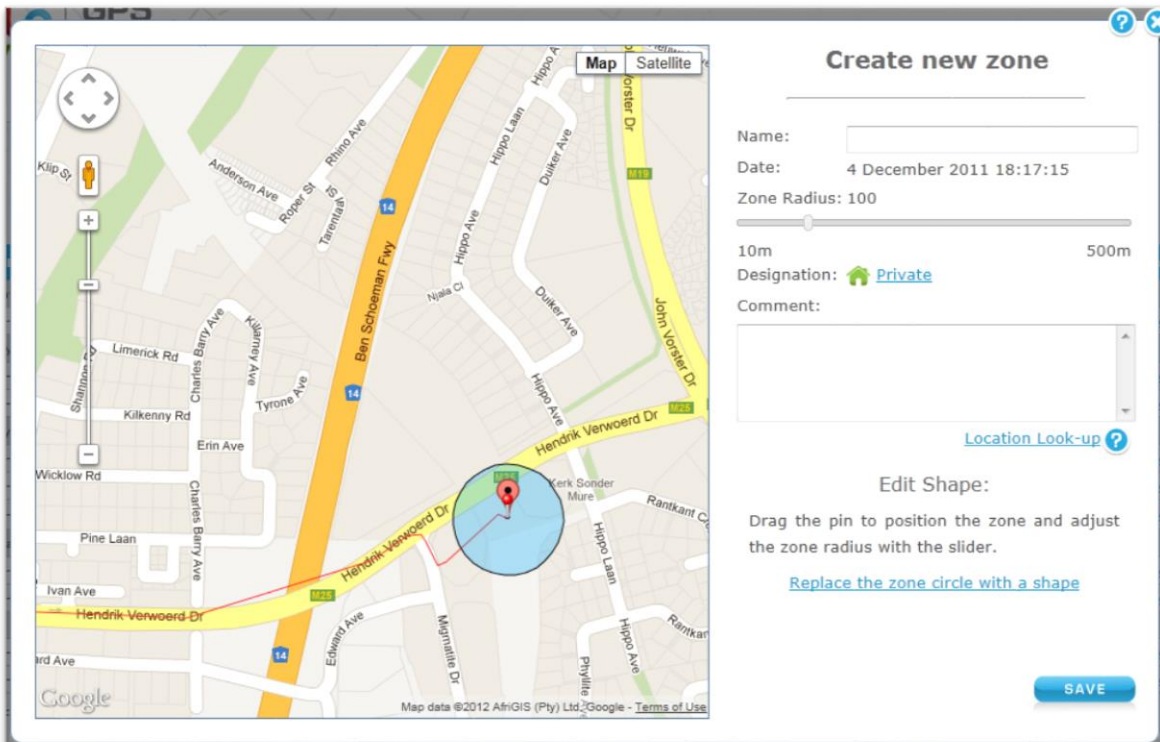 GPS
Map Satellite
Hippo A
Hippo Laan
Duiker Ave
Vorster Dr
M19
Klip St
Rhino Ave
Anderson Ave
Roper St
14
Hippo Ave
Njala Cl
Duiker Ave
John Vorster Dr
Ben Schoeman Fwy
Limerick Rd
Charles Barry Ave
Killarney Ave
Kilkenny Rd
Tyrone Ave
14
Hippo Ave
M25
Hendrik Verwoerd Dr
Erin Ave
Wicklow Rd
Kerk Sonder
Mure
Rantkant Cr
Charles Barry Ave
Pine Laan
Hendrik Verwoerd Dr
Hippo Laan
Ivan Ave
M25
Hendrik Verwoerd Dr
Edward Ave
Migmatite Dr
Hippo Ave
Rantkan
14
ard Ave
Phyllite Av
Google
Map data ©2012 AfriGIS (Pty) Ltd, Google - Terms of Use
Create new zone
Name:
Date: 4 December 2011 18:17:15
Zone Radius: 100
10m 500m
Designation: Private
Comment:
Location Look-up ?
Edit Shape:
Drag the pin to position the zone and adjust
the zone radius with the slider.
Replace the zone circle with a shape
SAVE